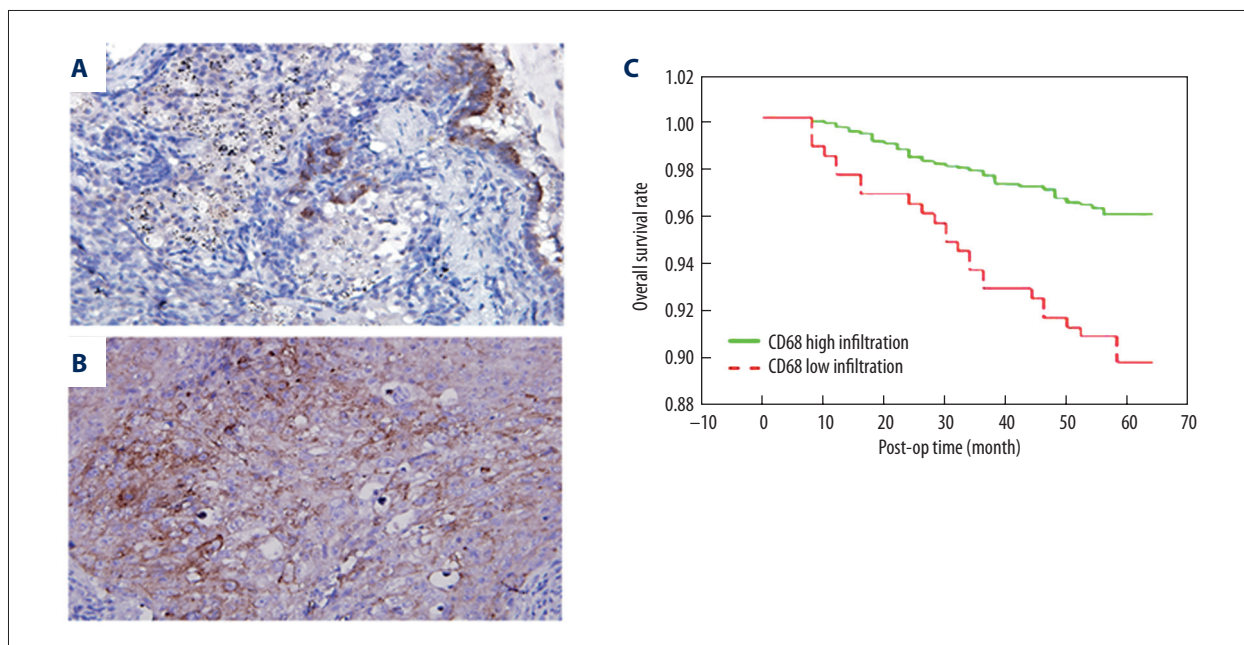 A
B
C
1.02
1.00
0.98
0.96
0.94
0.92
0.90
0.88
Overall survival rate
CD68 high infiltration
CD68 low infiltration
–10
0
10
20
30
40
50
60
70
Post-op time (month)